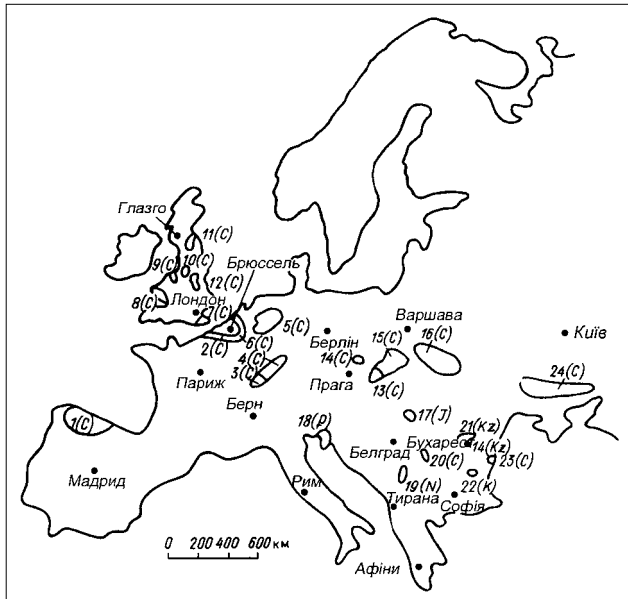 Глазго
11(C)
10(C)
9(C)
Брюссель
12(C)
8(C)
Лондон
7(C)
5(C)
Варшава
6(C)
Берлін
15(C)
16(C)
Київ
2(C)
4(C)
14(C)
3(C)
Париж
Прага
13(C)
24(C)
Берн
1(C)
17(J)
21(Kz)
18(P)
Бухарест
Белград
14(Kz)
20(C)
23(C)
Мадрид
19(N)
22(K)
Рим
Тирана
Софія
0 200 400 600 км
Афіни